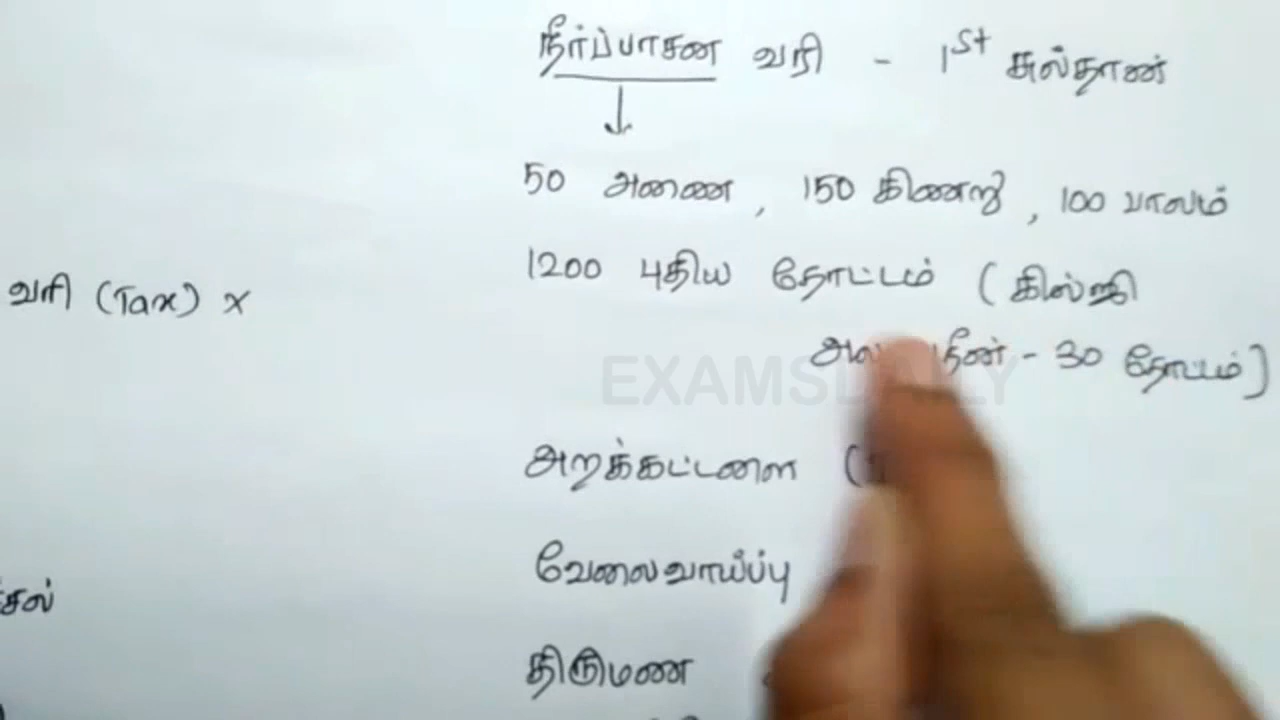 நீர்ப்பாசன வரி - 1st சுல்தான்
50 அணை, 150 கிணறு, 100 பாலம்
1200 புதிய தோட்டம் (கில்ஜி
வரி (Tax) x
- 30 தோட்டம்)
EXAMSDAILY
அறக்கட்டளை (
வேலைவாய்ப்பு
திருமண